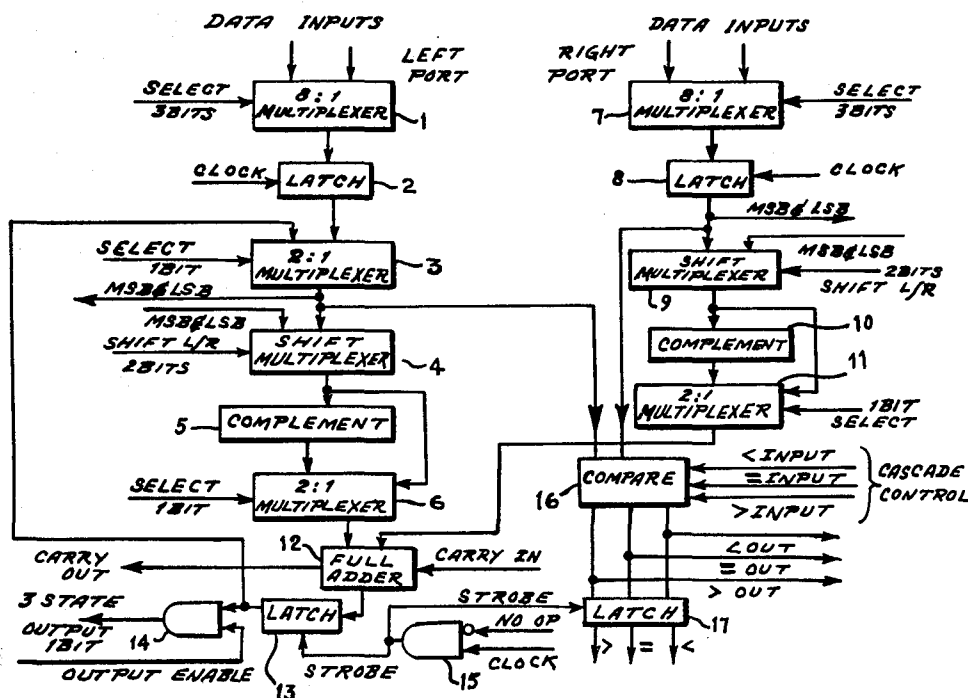 DATA INPUTS
DATA INPUTS
LEFT
PORT
RIGHT
PORT
SELECT
3BITS
8:1
MULTIPLEXER
1
7
8:1
MULTIPLEXER
SELECT
3BITS
CLOCK
LATCH
2
8
LATCH
CLOCK
MSB¢LSB
SELECT
1BIT
2:1
MULTIPLEXER
3
SHIFT
MULTIPLEXER
9
MSB¢LSB
2BITS
SHIFT L/R
MSB¢LSB
MSB¢LSB
SHIFT L/R
2BITS
SHIFT
MULTIPLEXER
4
COMPLEMENT
10
5
COMPLEMENT
2:1
MULTIPLEXER
11
1BIT
SELECT
SELECT
1BIT
2:1
MULTIPLEXER
6
COMPARE
16
<INPUT
=INPUT
>INPUT
CASCADE
CONTROL
12
FULL
ADDER
CARRY IN
CARRY
OUT
<OUT
=OUT
>OUT
3 STATE
OUTPUT
1BIT
14
LATCH
13
STROBE
STROBE
NO OP
CLOCK
15
LATCH
17
> = <
OUTPUT ENABLE